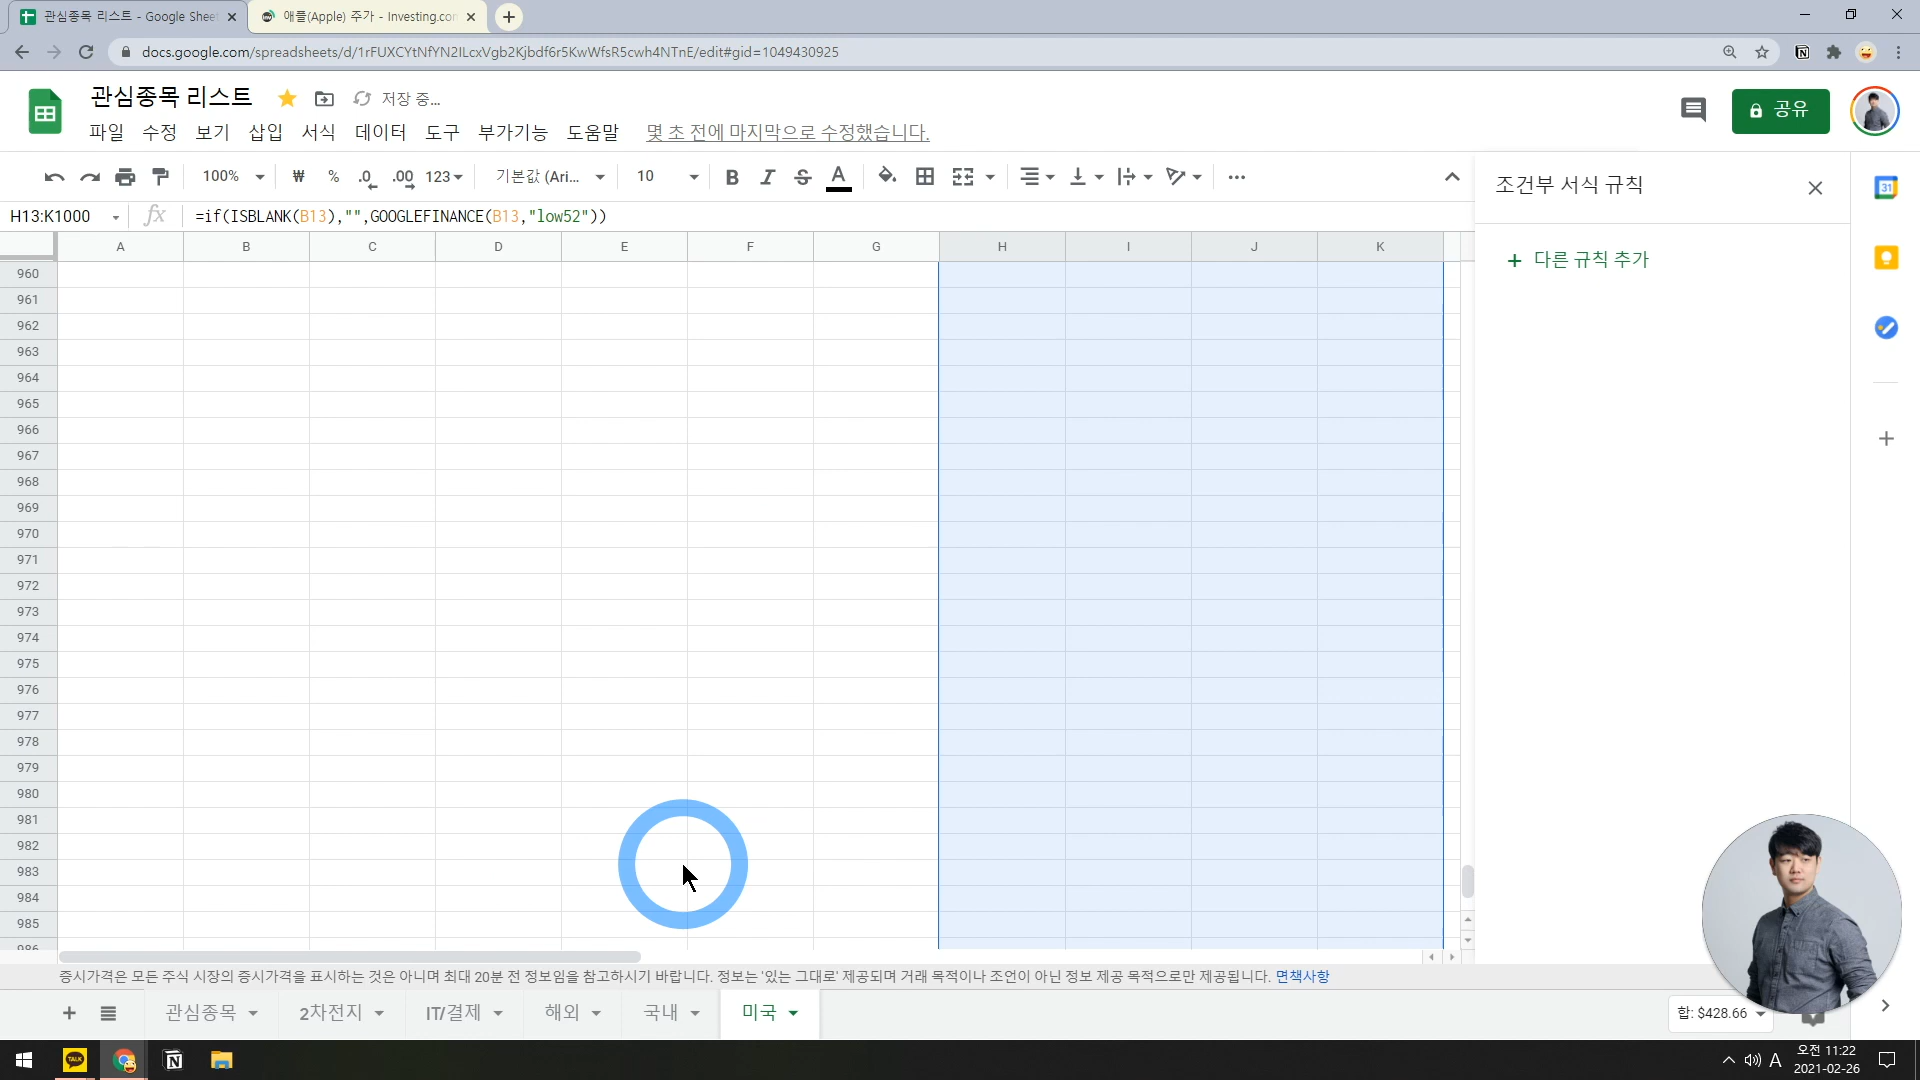 관심종목 리스트 - Google Sheet
애플(Apple) 주가 - Investing.con
docs.google.com/spreadsheets/d/1rFUXCYtNfYN2ILcxVgb2Kjbdf6r5KwWfsR5cwh4NTnE/edit#gid=1049430925
관심종목 리스트
저장 중...
파일 수정 보기 삽입 서식 데이터 도구 부가기능 도움말 몇 초 전에 마지막으로 수정했습니다.
공유
100% ₩ % .0 .00 123 기본값 (Ari... 10 B I S A
조건부 서식 규칙
31
H13:K1000 fx =if(ISBLANK(B13),"",GOOGLEFINANCE(B13,"low52"))
A B C D E F G H I J K
+ 다른 규칙 추가
960
961
962
963
964
965
966
967
968
969
970
971
972
973
974
975
976
977
978
979
980
981
982
983
984
985
986
증시가격은 모든 주식 시장의 증시가격을 표시하는 것은 아니며 최대 20분 전 정보임을 참고하시기 바랍니다. 정보는 '있는 그대로' 제공되며 거래 목적이나 조언이 아닌 정보 제공 목적으로만 제공됩니다. 면책사항
관심종목 2차전지 IT/결제 해외 국내 미국
합: $428.66
TALK
A 오전 11:22
2021-02-26